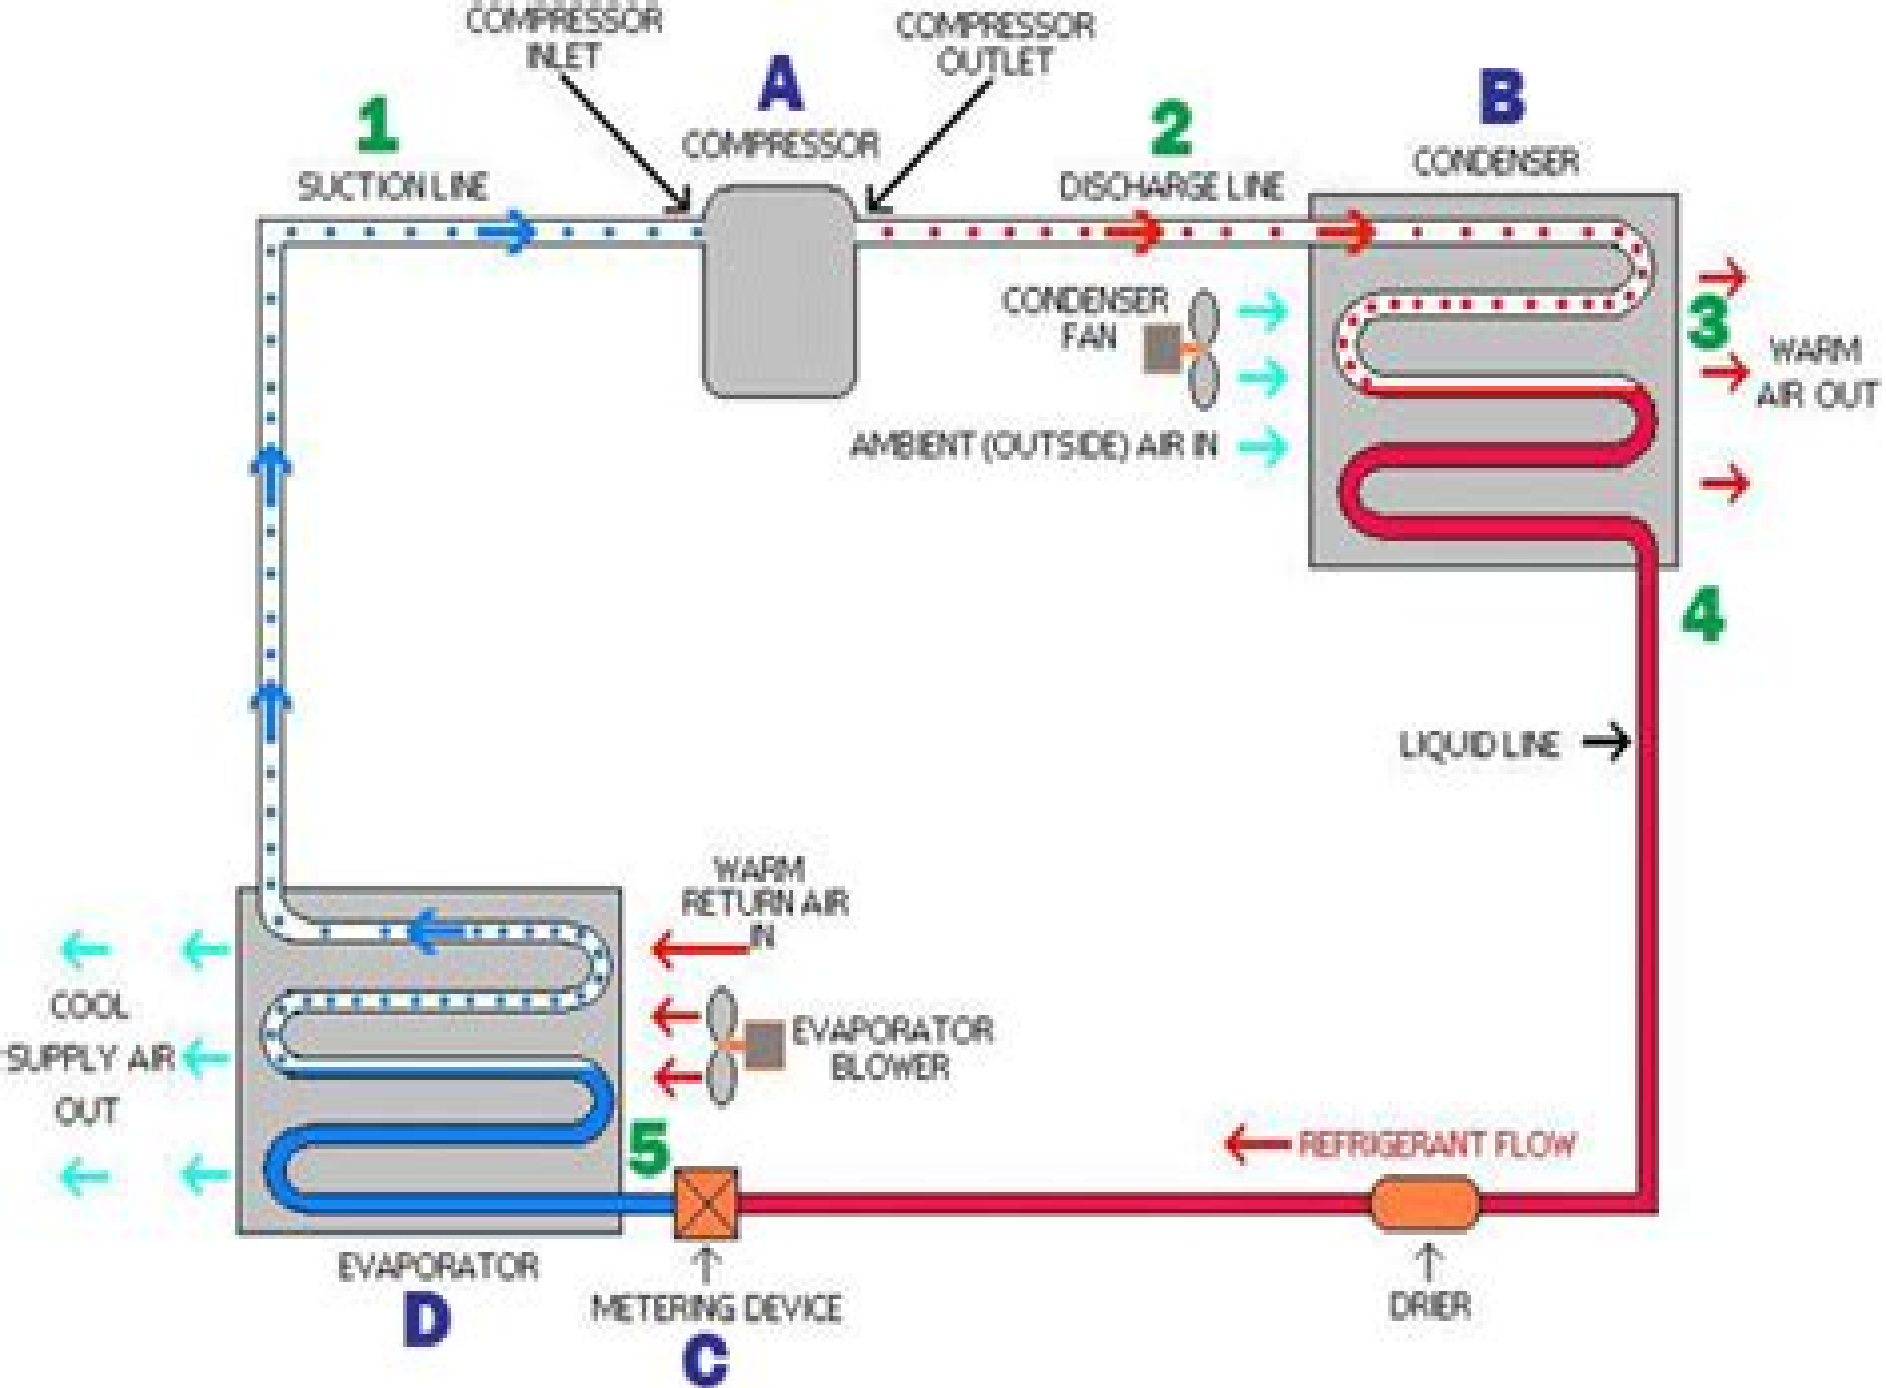 COMPRESSOR
INLET
COMPRESSOR
OUTLET
A
B
1
2
COMPRESSOR
CONDENSER
SUCTION LINE
DISCHARGE LINE
CONDENSER
FAN
3
WARM
AIR OUT
AMBIENT (OUTSIDE) AIR IN
4
LIQUID LINE
WARM
RETURN AIR
IN
COOL
SUPPLY AIR
OUT
EVAPORATOR
BLOWER
5
REFRIGERANT FLOW
EVAPORATOR
D
METERING DEVICE
C
DRIER